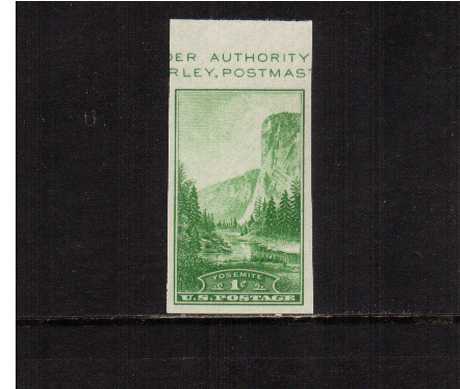 DER AUTHORITY
RLEY, POSTMAST
YOSEMITE
1¢
U.S. POSTAGE